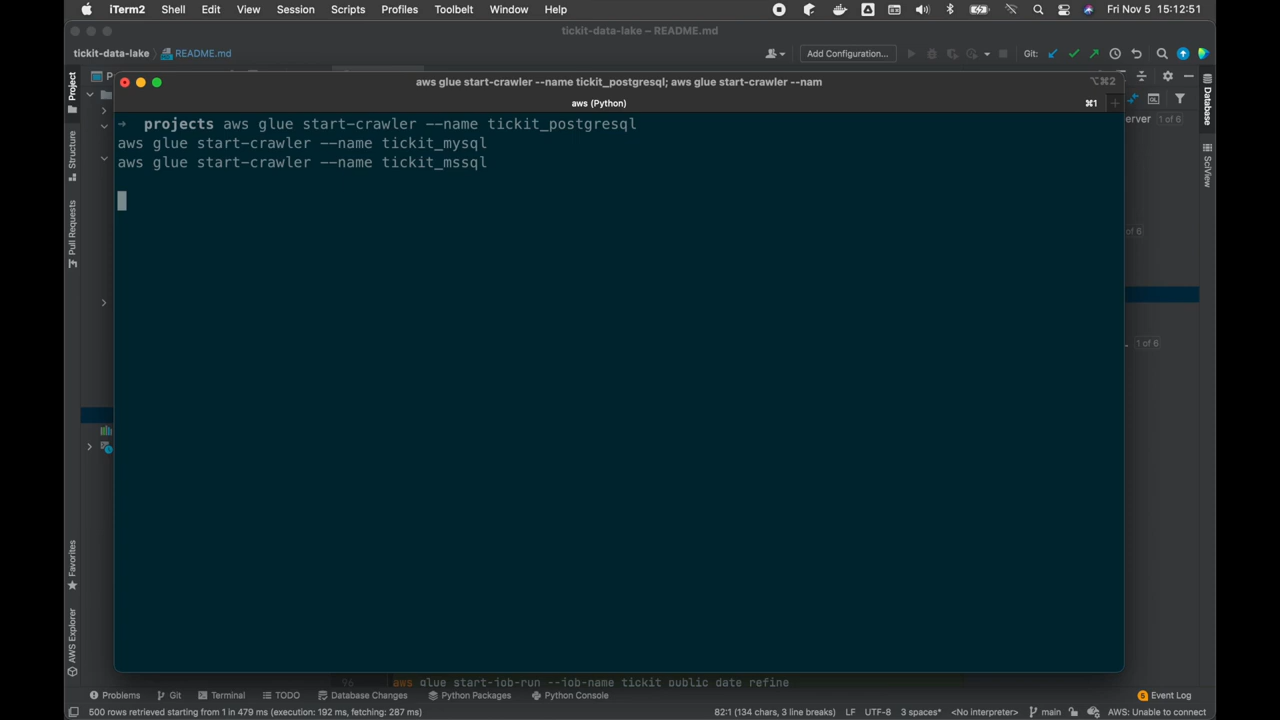 iTerm2 Shell Edit View Session Scripts Profiles Toolbelt Window Help Fri Nov 5 15:12:51
tickit-data-lake – README.md
tickit-data-lake README.md Add Configuration... Git:
aws glue start-crawler --name tickit_postgresql; aws glue start-crawler --nam ⌥⌘2
aws (Python) ⌘1
→ projects aws glue start-crawler --name tickit_postgresql
aws glue start-crawler --name tickit_mysql
aws glue start-crawler --name tickit_mssql
Project
Structure
Pull Requests
Favorites
AWS Explorer
Database
SciView
erver 1 of 6
of 6
1 of 6
96 aws glue start-job-run --job-name tickit_public_date_refine
Problems Git Terminal TODO Database Changes Python Packages Python Console 5 Event Log
500 rows retrieved starting from 1 in 479 ms (execution: 192 ms, fetching: 287 ms) 82:1 (134 chars, 3 line breaks) LF UTF-8 3 spaces* <No interpreter> main AWS: Unable to connect